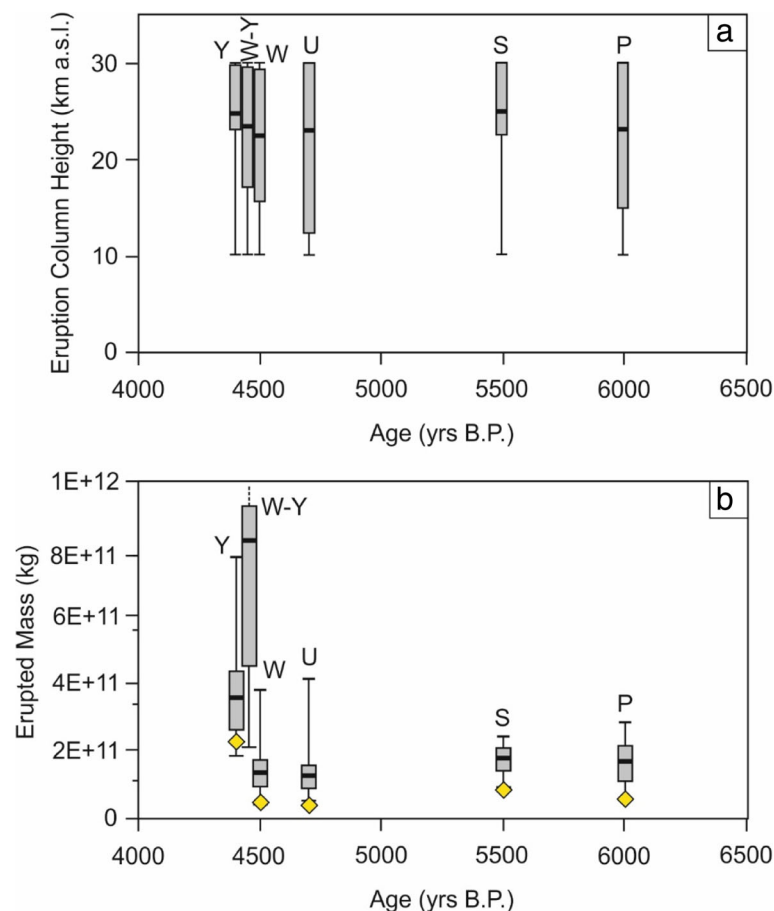 a
Eruption Column Height (km a.s.l.)
30
20
10
0
Y
W-Y
W
U
S
P
4000
4500
5000
5500
6000
6500
Age (yrs B.P.)
b
Erupted Mass (kg)
1E+12
8E+11
6E+11
4E+11
2E+11
0
Y
W-Y
W
U
S
P
4000
4500
5000
5500
6000
6500
Age (yrs B.P.)